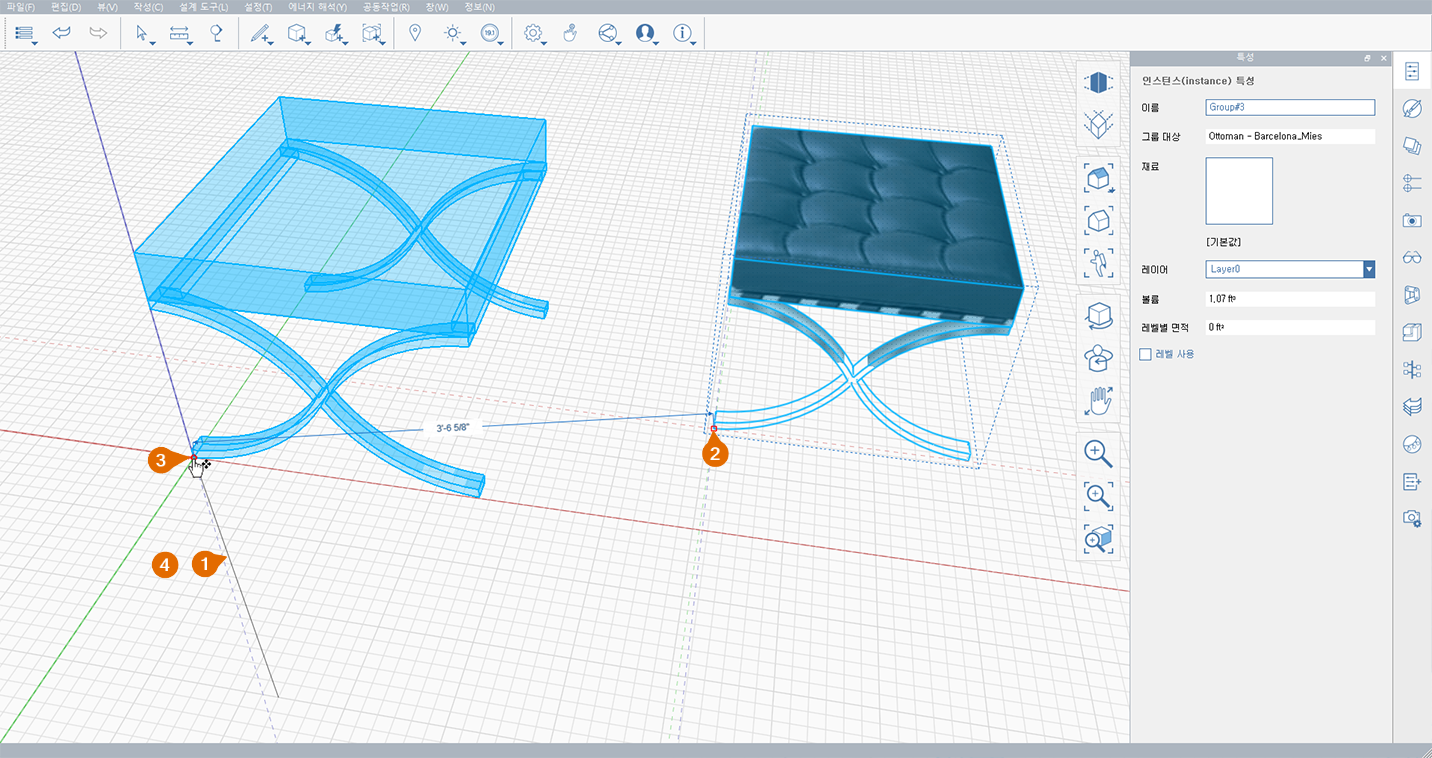 파일(F) 편집(D) 뷰(V) 작성(C) 설계 도구(L) 설정(T) 에너지 해석(Y) 공동작업(R) 창(W) 정보(N)
19.1
특성
인스턴스(instance) 특성
이름 Group#3
그룹 대상 Ottoman - Barcelona_Mies
재료
[기본값]
레이어 Layer0
볼륨 1.07 ft³
레벨별 면적 0 ft²
레벨 사용
3'-6 5/8"
2
3
4 1